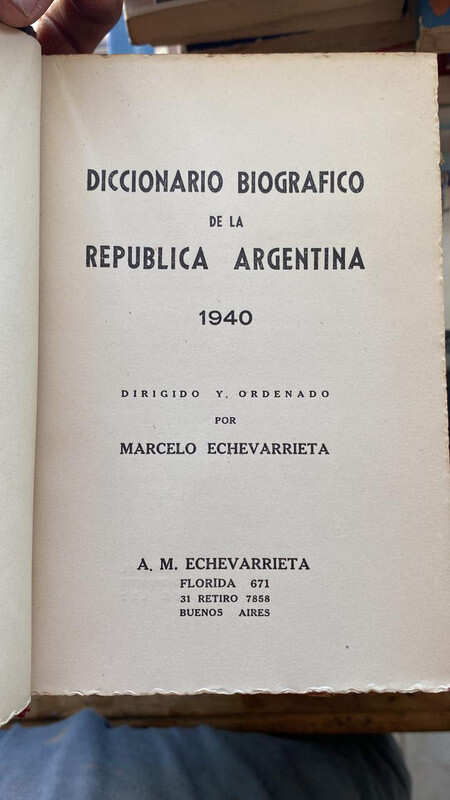 DICCIONARIO BIOGRAFICO
DE LA
REPUBLICA ARGENTINA
1940
DIRIGIDO Y, ORDENADO
POR
MARCELO ECHEVARRIETA
A. M. ECHEVARRIETA
FLORIDA 671
31 RETIRO 7858
BUENOS AIRES